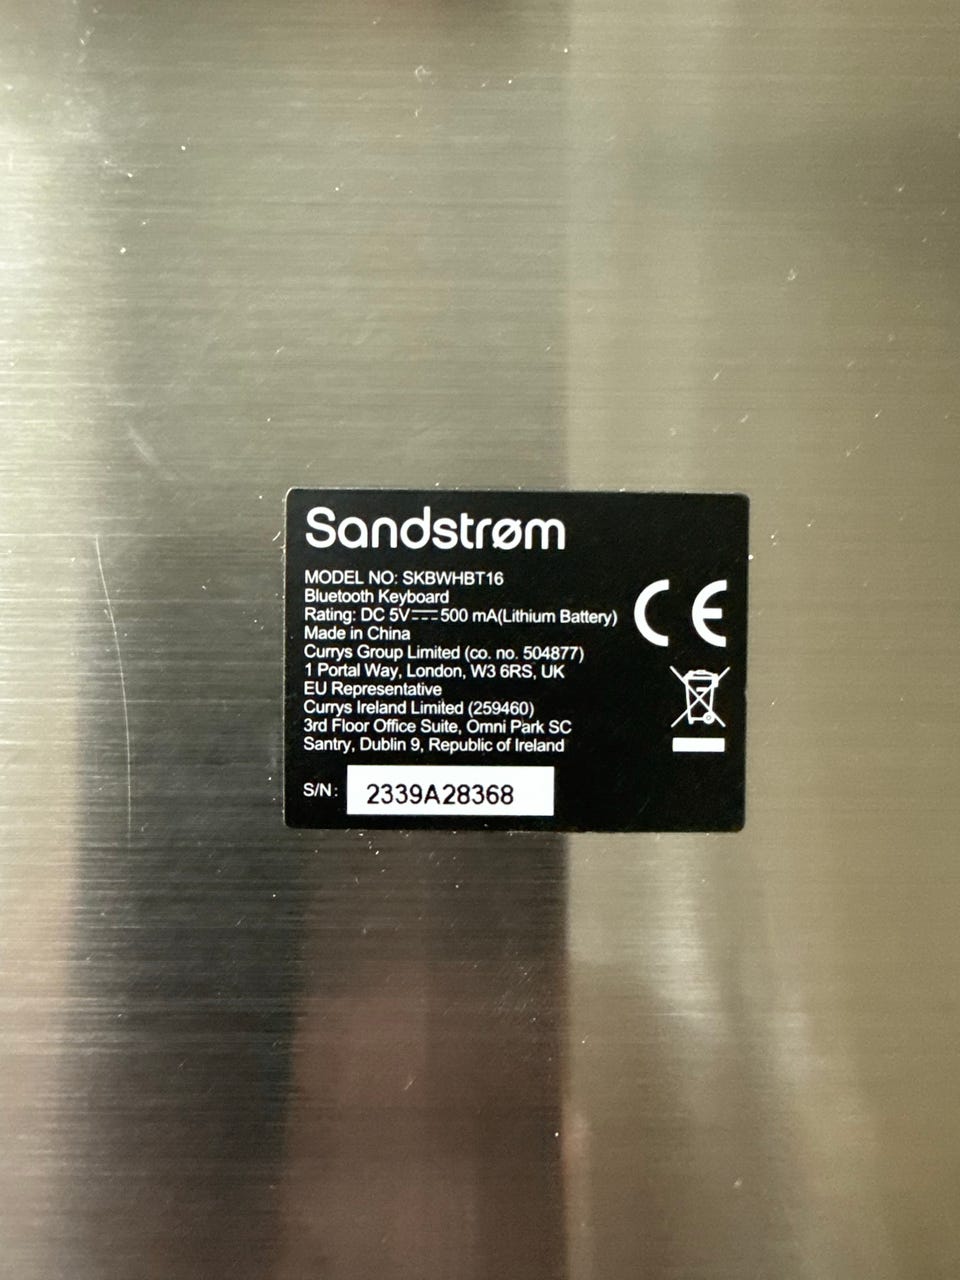 Sandstrøm
MODEL NO: SKBWHBT16
Bluetooth Keyboard
Rating: DC 5V⎓500 mA(Lithium Battery)
Made in China
Currys Group Limited (co. no. 504877)
1 Portal Way, London, W3 6RS, UK
EU Representative
Currys Ireland Limited (259460)
3rd Floor Office Suite, Omni Park SC
Santry, Dublin 9, Republic of Ireland
CE
S/N: 2339A28368